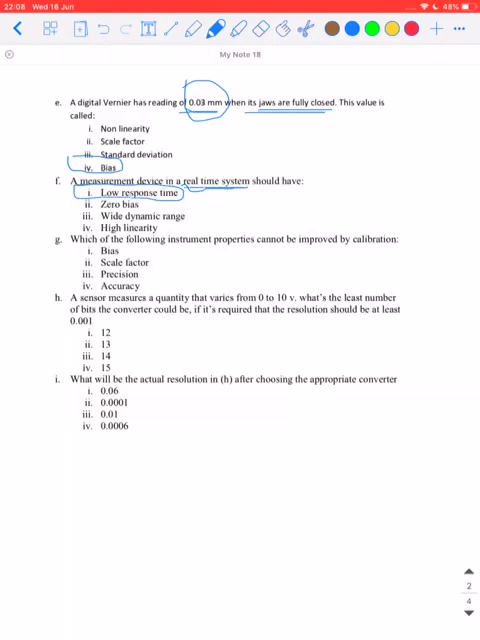 22:08 Wed 16 Jun
48%
My Note 18
e. A digital Vernier has reading of 0.03 mm when its jaws are fully closed. This value is
called:
i. Non linearity
ii. Scale factor
iii. Standard deviation
iv. Bias
f. A measurement device in a real time system should have:
i. Low response time
ii. Zero bias
iii. Wide dynamic range
iv. High linearity
g. Which of the following instrument properties cannot be improved by calibration:
i. Bias
ii. Scale factor
iii. Precision
iv. Accuracy
h. A sensor measures a quantity that varies from 0 to 10 v. what's the least number
of bits the converter could be, if it's required that the resolution should be at least
0.001
i. 12
ii. 13
iii. 14
iv. 15
i. What will be the actual resolution in (h) after choosing the appropriate converter
i. 0.06
ii. 0.0001
iii. 0.01
iv. 0.0006
2
4